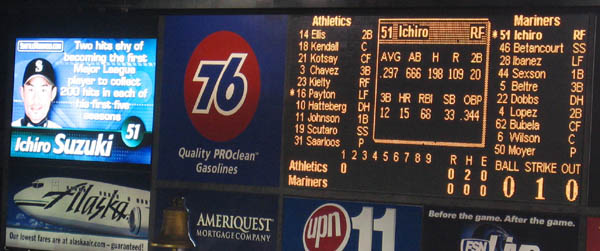 Two hits shy of
becoming the first
Major League
player to collect
200 hits in each of
his first five
seasons
51
Ichiro Suzuki
76
Quality PROclean™
Gasolines
Athletics
14 Ellis 2B
18 Kendall C
21 Kotsay CF
3 Chavez 3B
23 Kielty RF
*16 Payton LF
10 Hatteberg DH
11 Johnson 1B
19 Scutaro SS
31 Saarloos P
51 Ichiro RF
AVG AB H R 2B
.297 666 198 109 20
3B HR RBI SB OBP
12 15 68 33 .344
Mariners
*51 Ichiro RF
46 Betancourt SS
28 Ibanez LF
44 Sexson 1B
29 Beltre 3B
22 Dobbs DH
4 Lopez 2B
62 Bubela CF
6 Wilson C
50 Moyer P
1 2 3 4 5 6 7 8 9 R H E
Athletics 0 0 2 0
Mariners 0 0
BALL STRIKE OUT
0 1 0
Alaska
Our lowest fares are at alaskaair.com – guaranteed!
AMERIQUEST
MORTGAGE COMPANY
upn 11
Before the game. After the game.
FSN